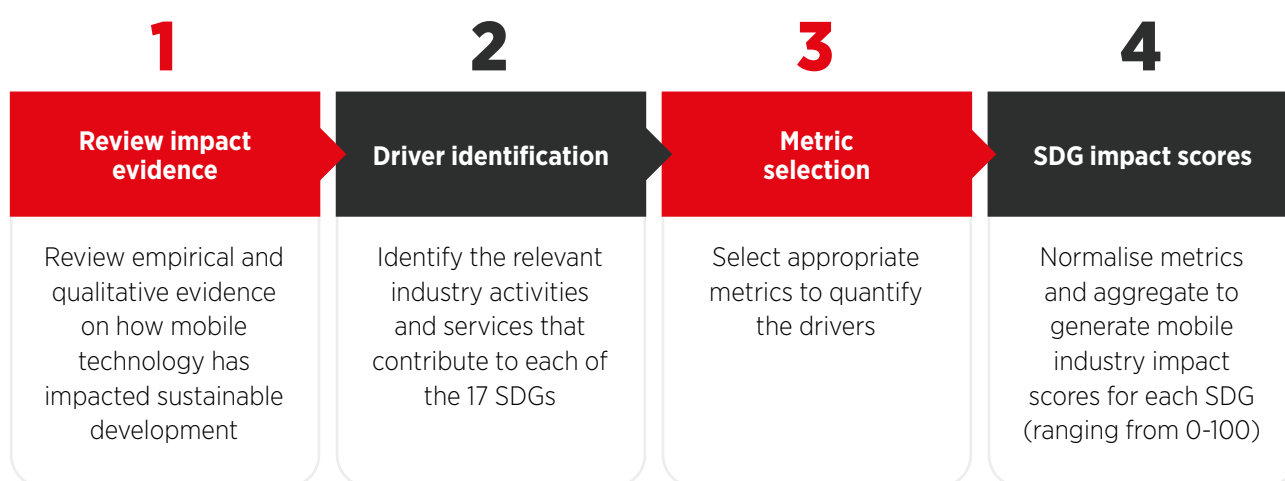 1
Review impact
evidence
Review empirical and
qualitative evidence
on how mobile
technology has
impacted sustainable
development
2
Driver identification
Identify the relevant
industry activities
and services that
contribute to each of
the 17 SDGs
3
Metric
selection
Select appropriate
metrics to quantify
the drivers
4
SDG impact scores
Normalise metrics
and aggregate to
generate mobile
industry impact
scores for each SDG
(ranging from 0-100)